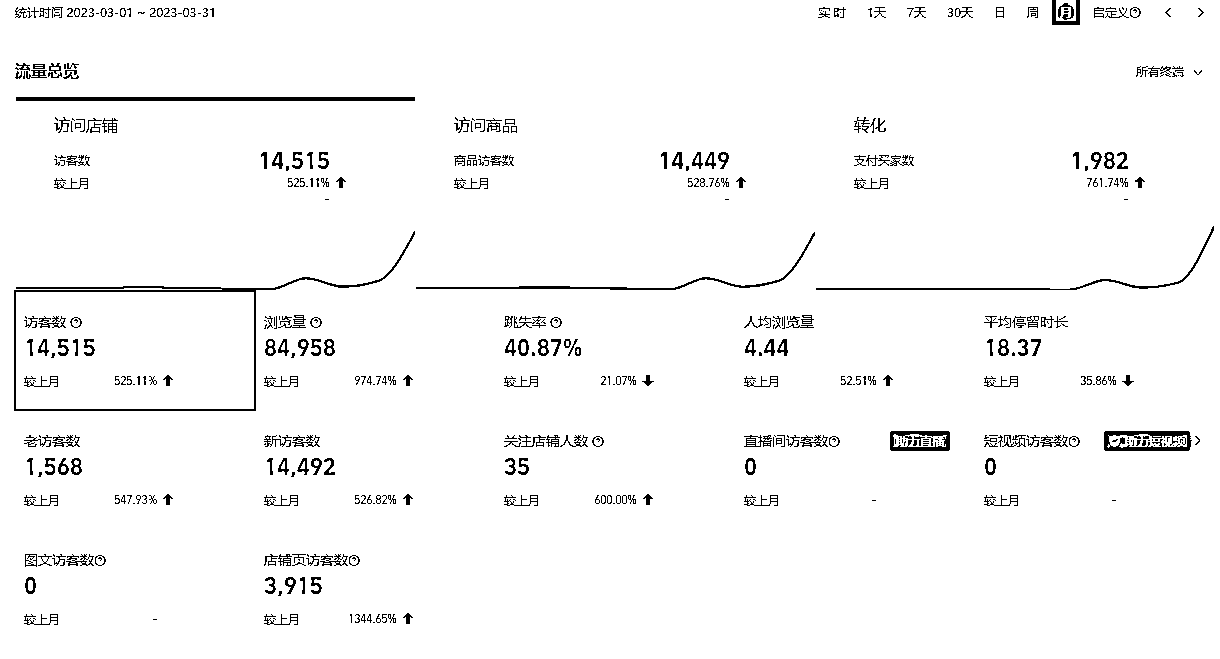 统计时间 2023-03-01 ~ 2023-03-31 实时 1天 7天 30天 日 周 月 自定义
流量总览 所有终端
访问店铺 访问商品 转化
访客数 14,515 商品访客数 14,449 支付买家数 1,982
较上月 525.11% 较上月 528.76% 较上月 761.74%
- - -
访客数 浏览量 跳失率 人均浏览量 平均停留时长
14,515 84,958 40.87% 4.44 18.37
较上月 525.11% 较上月 974.74% 较上月 21.07% 较上月 52.51% 较上月 35.86%
老访客数 新访客数 关注店铺人数 直播间访客数 助力直播 短视频访客数 助力短视频
1,568 14,492 35 0 0
较上月 547.93% 较上月 526.82% 较上月 600.00% 较上月 - 较上月 -
图文访客数 店铺页访客数
0 3,915
较上月 - 较上月 1344.65%